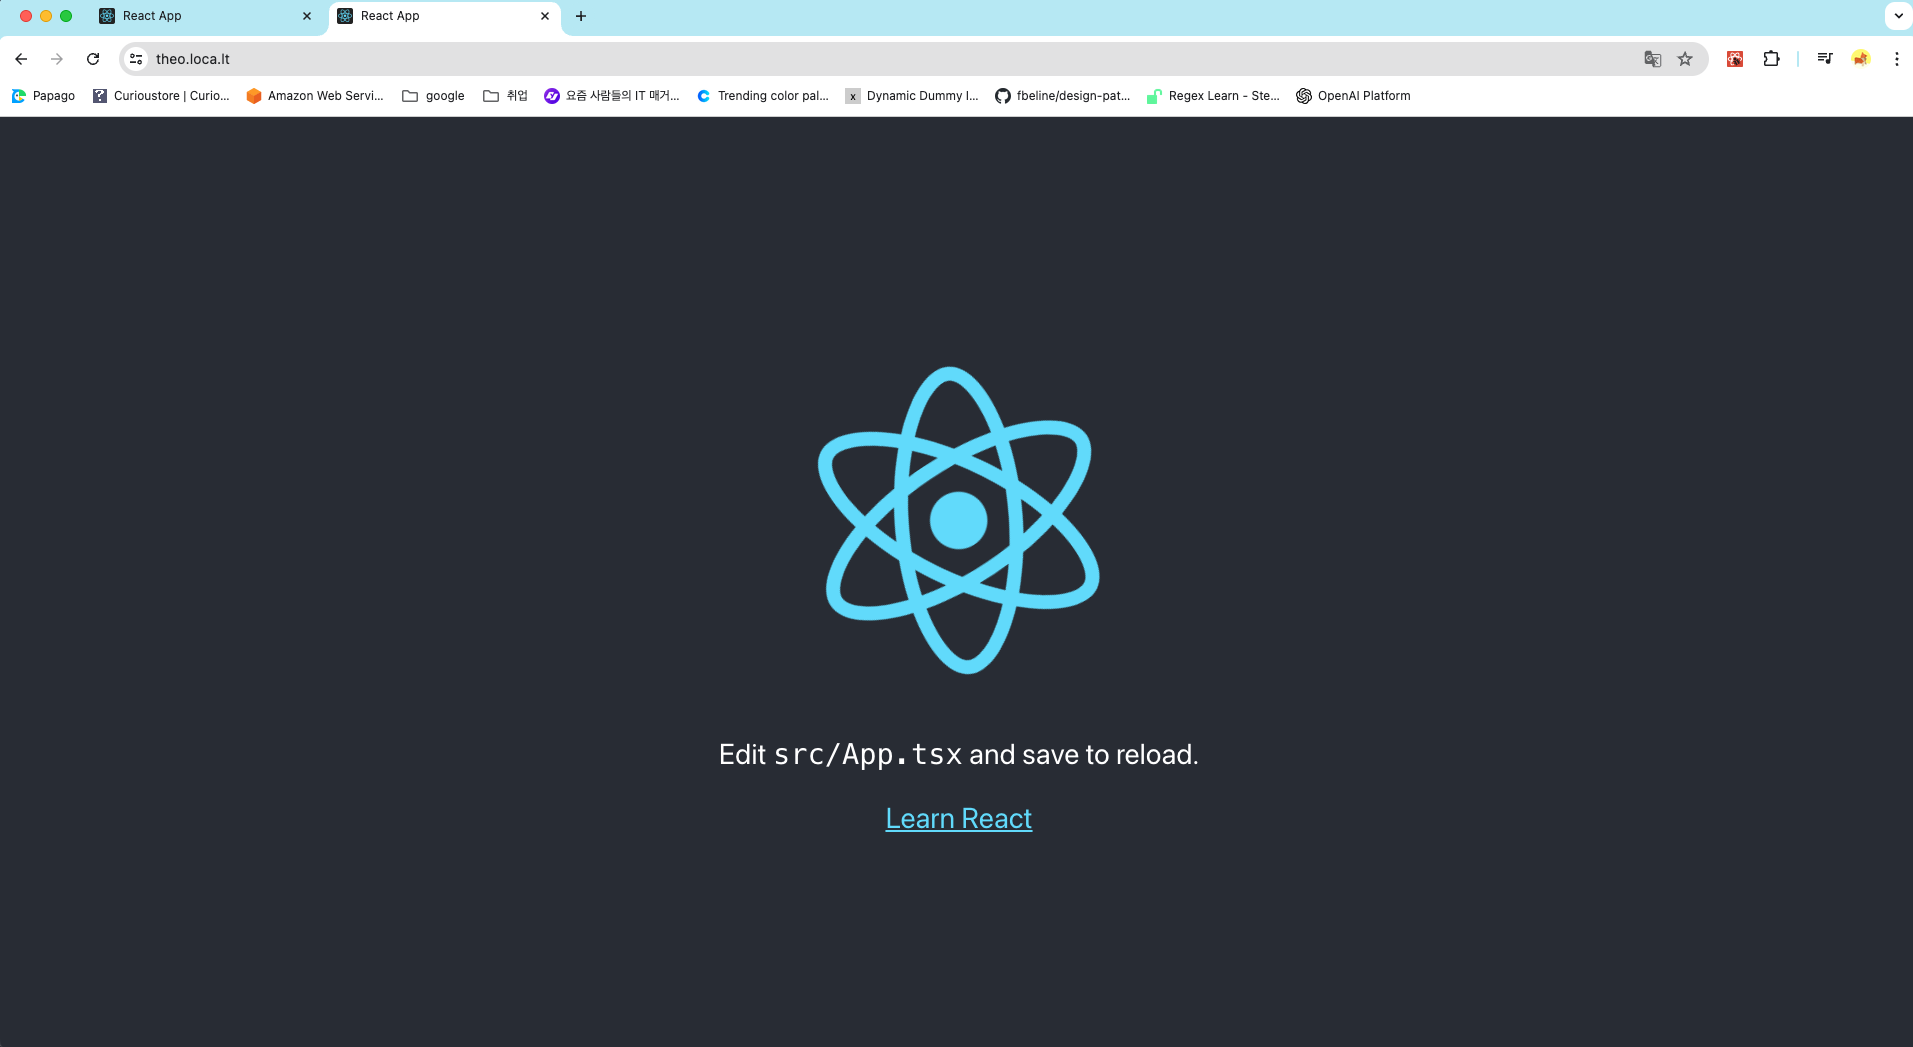 React App
React App
theo.loca.lt
Papago
Curioustore | Curio...
Amazon Web Servi...
google
취업
요즘 사람들의 IT 매거...
Trending color pal...
Dynamic Dummy I...
fbeline/design-pat...
Regex Learn - Ste...
OpenAI Platform
Edit src/App.tsx and save to reload.
Learn React